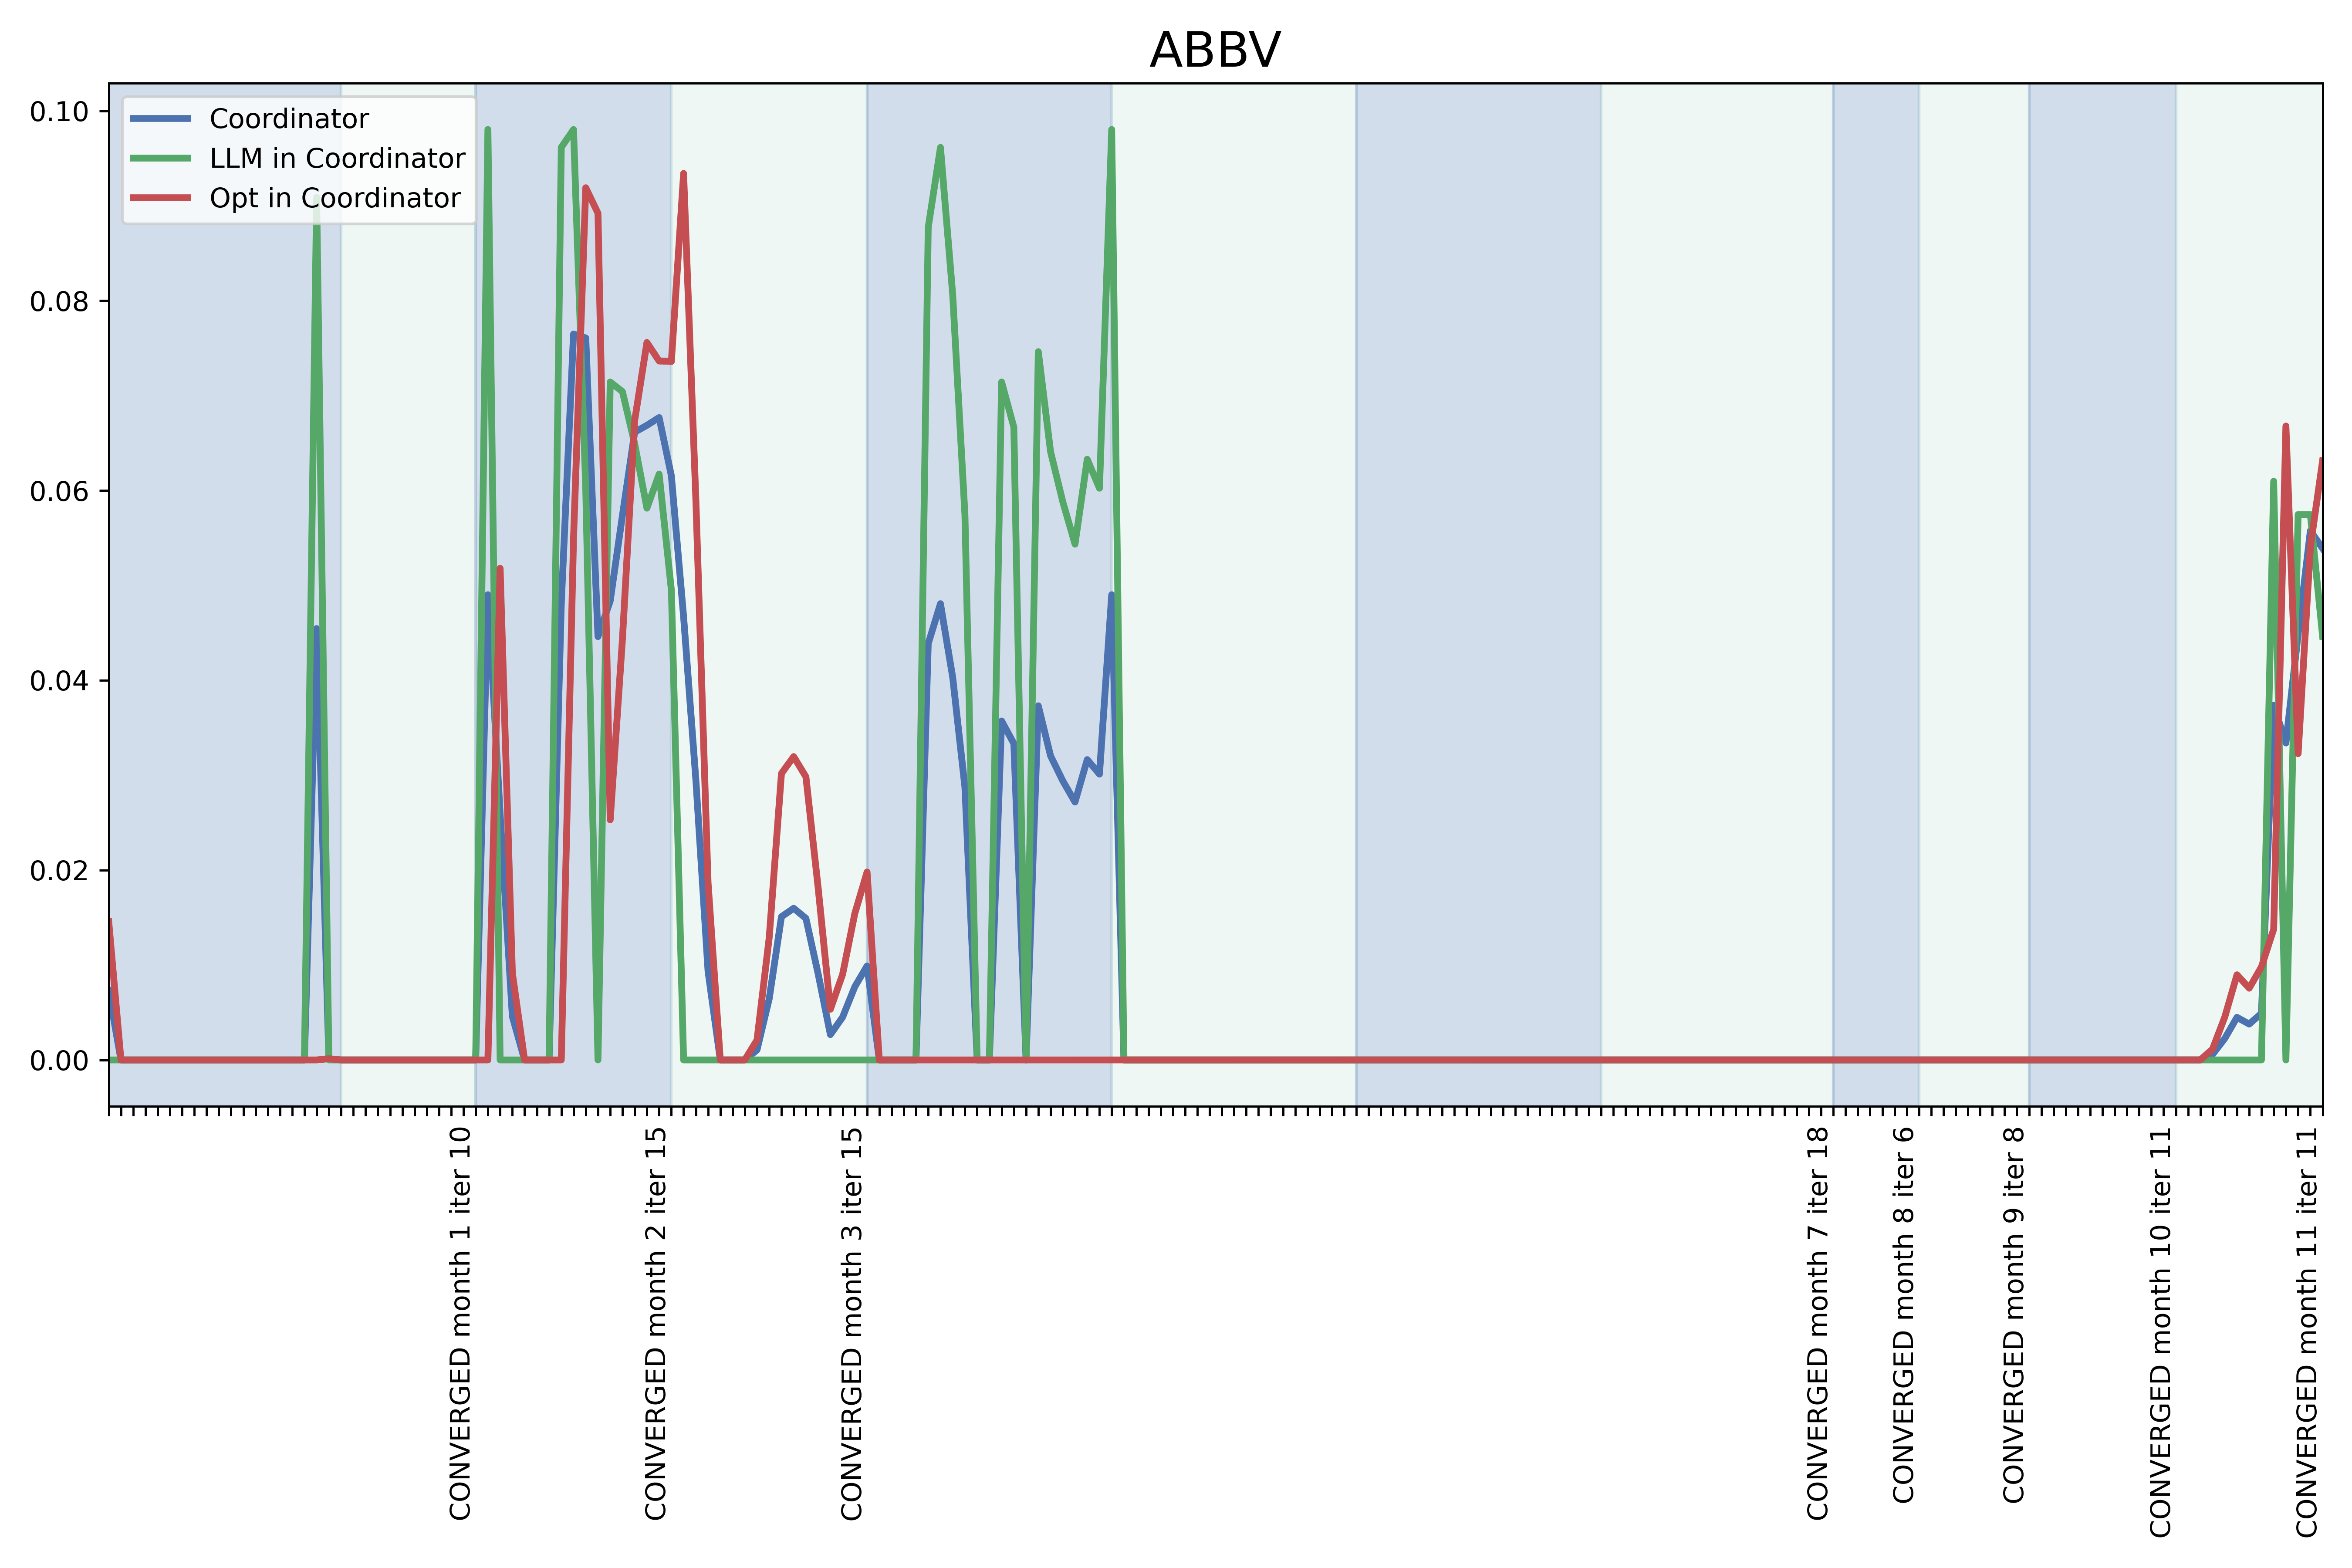 ABBV
Coordinator
LLM in Coordinator
Opt in Coordinator
0.10
0.08
0.06
0.04
0.02
0.00
CONVERGED month 1 iter 10
CONVERGED month 2 iter 15
CONVERGED month 3 iter 15
CONVERGED month 7 iter 18
CONVERGED month 8 iter 6
CONVERGED month 9 iter 8
CONVERGED month 10 iter 11
CONVERGED month 11 iter 11